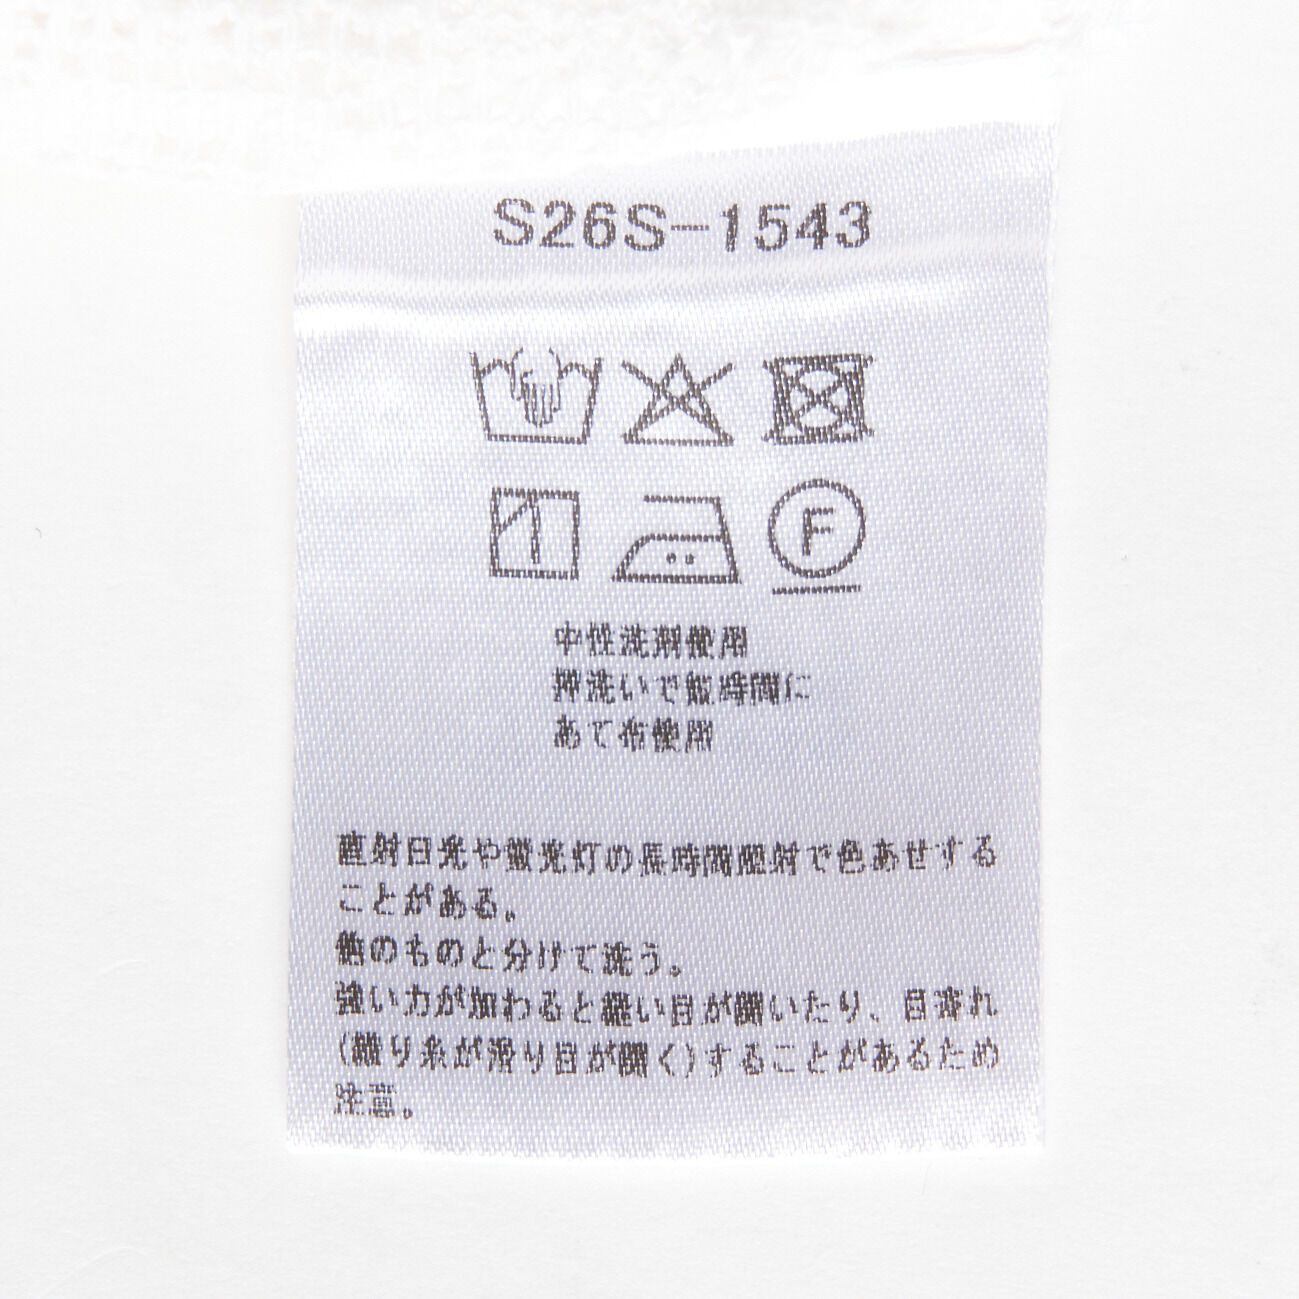 S26S-1543
F
中性洗剤使用
押洗いで短時間に
あて布使用
直射日光や蛍光灯の長時間照射で色あせする
ことがある。
他のものと分けて洗う。
強い力が加わると縫い目が開いたり、目寄れ
(織り糸が滑り目が開く)することがあるため
注意。